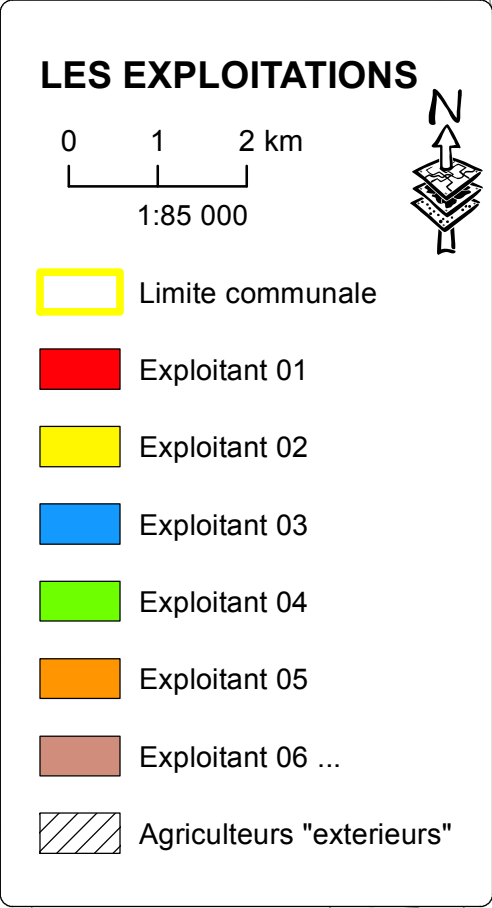 LES EXPLOITATIONS
N
0 1 2 km
1:85 000
Limite communale
Exploitant 01
Exploitant 02
Exploitant 03
Exploitant 04
Exploitant 05
Exploitant 06 ...
Agriculteurs "exterieurs"